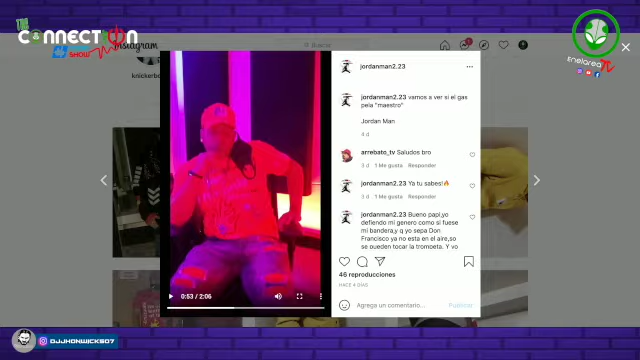 THE
CONNECTION
SHOW
Instagram
Buscar
Enelarea
knickerbo
jordanman2.23
jordanman2.23 vamos a ver si el gas
pela "maestro"
Jordan Man
4 d
arrebato_tv Saludos bro
3 d 1 Me gusta Responder
jordanman2.23 Ya tu sabes!
3 d 1 Me gusta Responder
jordanman2.23 Bueno papi,yo
defiendo mi genero como si fuese
mi bandera,y q yo sepa Don
Francisco ya no esta en el aire,so
se pueden tocar la trometa. Y vo
0:53 / 2:06
46 reproducciones
HACE 4 DÍAS
Agrega un comentario...
Publicar
DJJHONWICK807